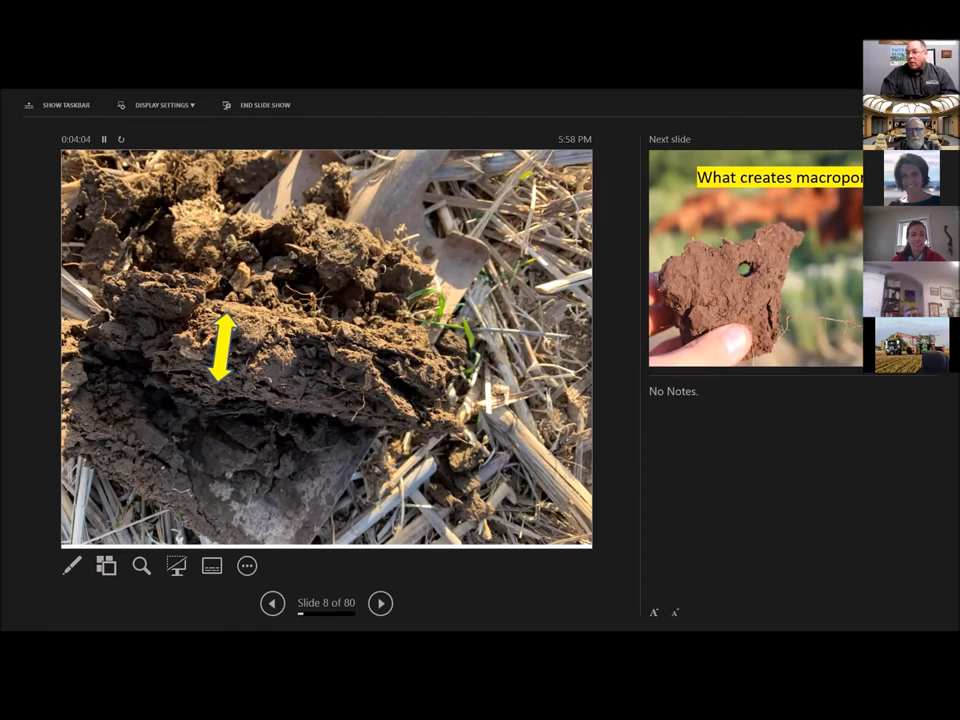 SHOW TASKBAR
DISPLAY SETTINGS ▼
END SLIDE SHOW
0:04:04
5:58 PM
Next slide
What creates macropor
No Notes.
Slide 8 of 80
A
A